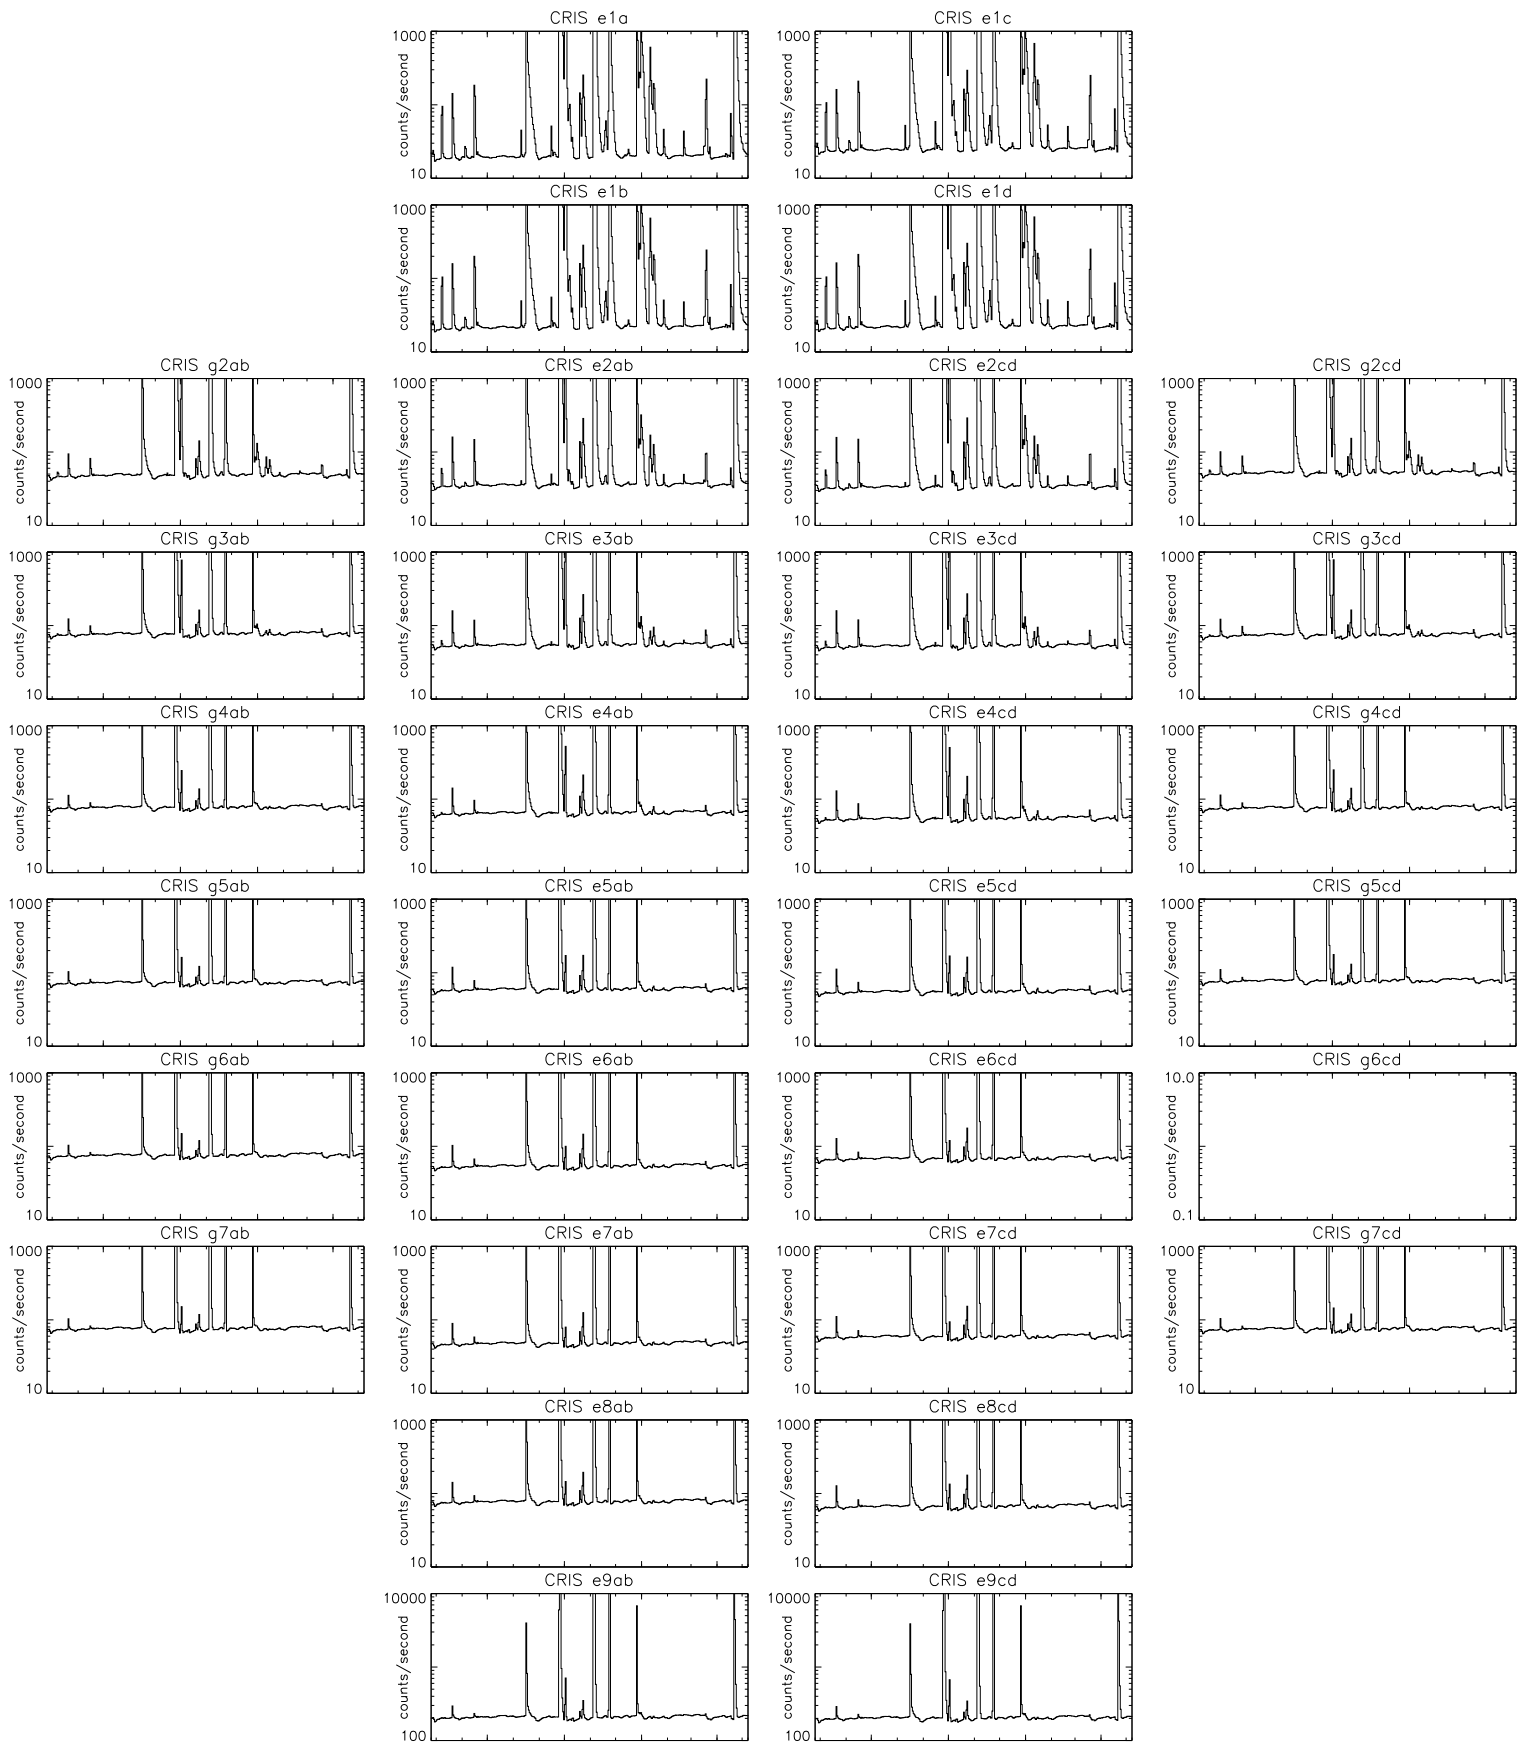 CRIS e1a CRIS e1c
1000 1000
counts/second counts/second
10 10
CRIS e1b CRIS e1d
1000 1000
counts/second counts/second
10 10
CRIS g2ab CRIS e2ab CRIS e2cd CRIS g2cd
1000 1000 1000 1000
counts/second counts/second counts/second counts/second
10 10 10 10
CRIS g3ab CRIS e3ab CRIS e3cd CRIS g3cd
1000 1000 1000 1000
counts/second counts/second counts/second counts/second
10 10 10 10
CRIS g4ab CRIS e4ab CRIS e4cd CRIS g4cd
1000 1000 1000 1000
counts/second counts/second counts/second counts/second
10 10 10 10
CRIS g5ab CRIS e5ab CRIS e5cd CRIS g5cd
1000 1000 1000 1000
counts/second counts/second counts/second counts/second
10 10 10 10
CRIS g6ab CRIS e6ab CRIS e6cd CRIS g6cd
1000 1000 1000 10.0
counts/second counts/second counts/second counts/second
10 10 10 0.1
CRIS g7ab CRIS e7ab CRIS e7cd CRIS g7cd
1000 1000 1000 1000
counts/second counts/second counts/second counts/second
10 10 10 10
CRIS e8ab CRIS e8cd
1000 1000
counts/second counts/second
10 10
CRIS e9ab CRIS e9cd
10000 10000
counts/second counts/second
100 100